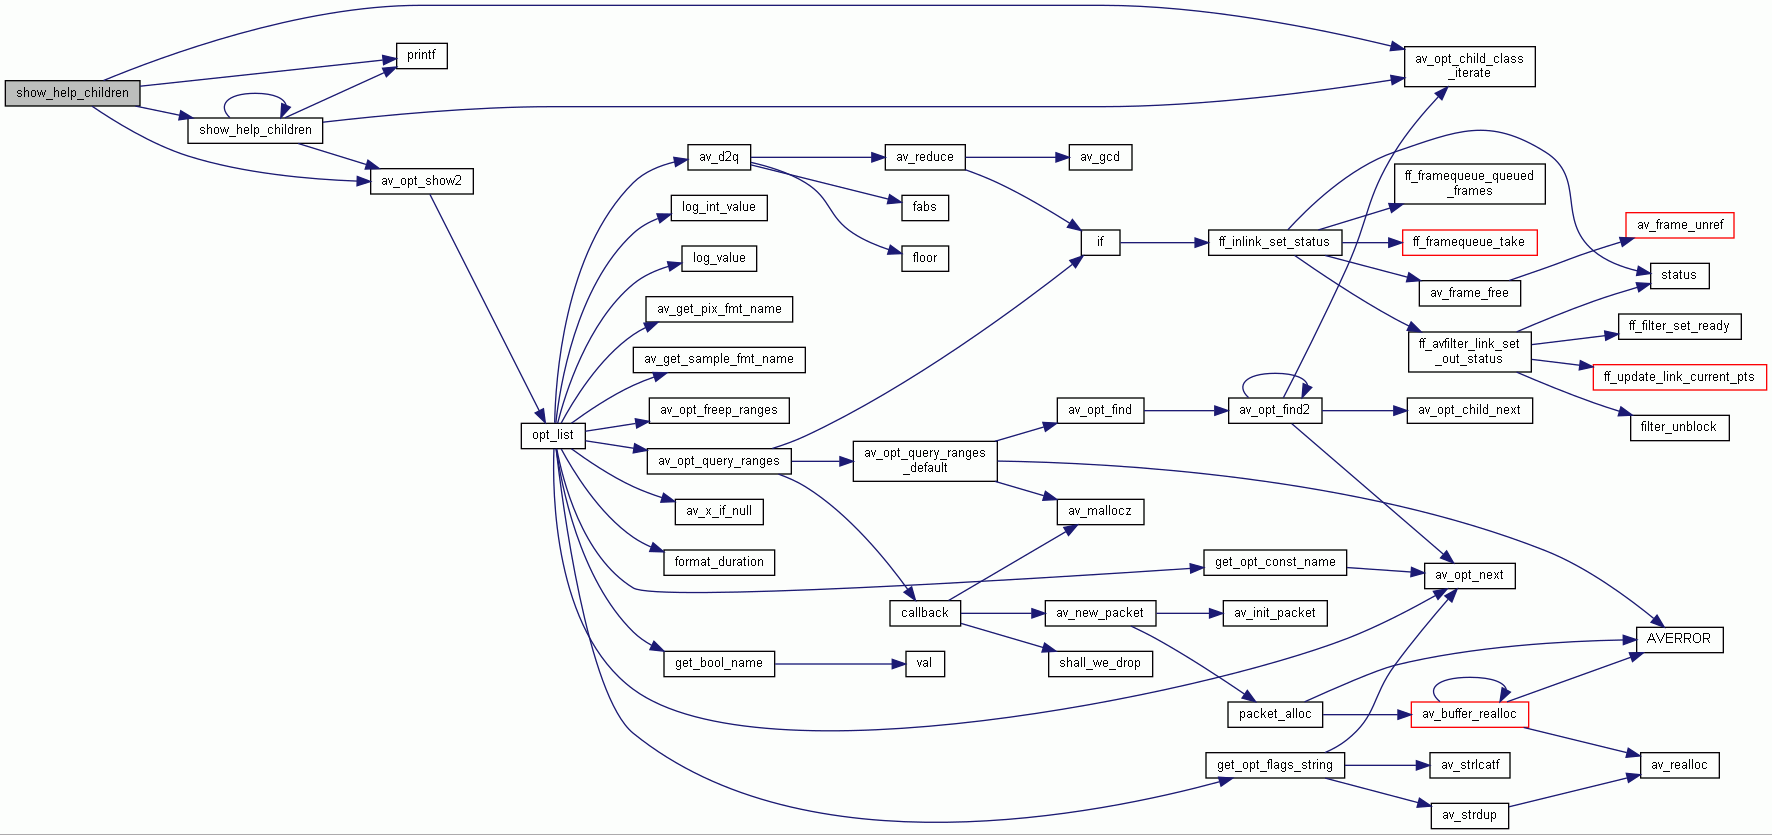 show_help_children
printf
show_help_children
av_opt_show2
opt_list
av_d2q
log_int_value
log_value
av_get_pix_fmt_name
av_get_sample_fmt_name
av_opt_freep_ranges
av_opt_query_ranges
av_x_if_null
format_duration
get_bool_name
av_reduce
fabs
floor
av_opt_query_ranges
_default
callback
val
av_gcd
if
av_opt_find
av_mallocz
av_new_packet
shall_we_drop
ff_inlink_set_status
av_opt_find2
get_opt_const_name
av_init_packet
packet_alloc
get_opt_flags_string
av_opt_child_class
_iterate
ff_framequeue_queued
_frames
ff_framequeue_take
av_frame_free
ff_avfilter_link_set
_out_status
av_opt_child_next
av_opt_next
av_buffer_realloc
av_strlcatf
av_strdup
av_frame_unref
status
ff_filter_set_ready
ff_update_link_current_pts
filter_unblock
AVERROR
av_realloc